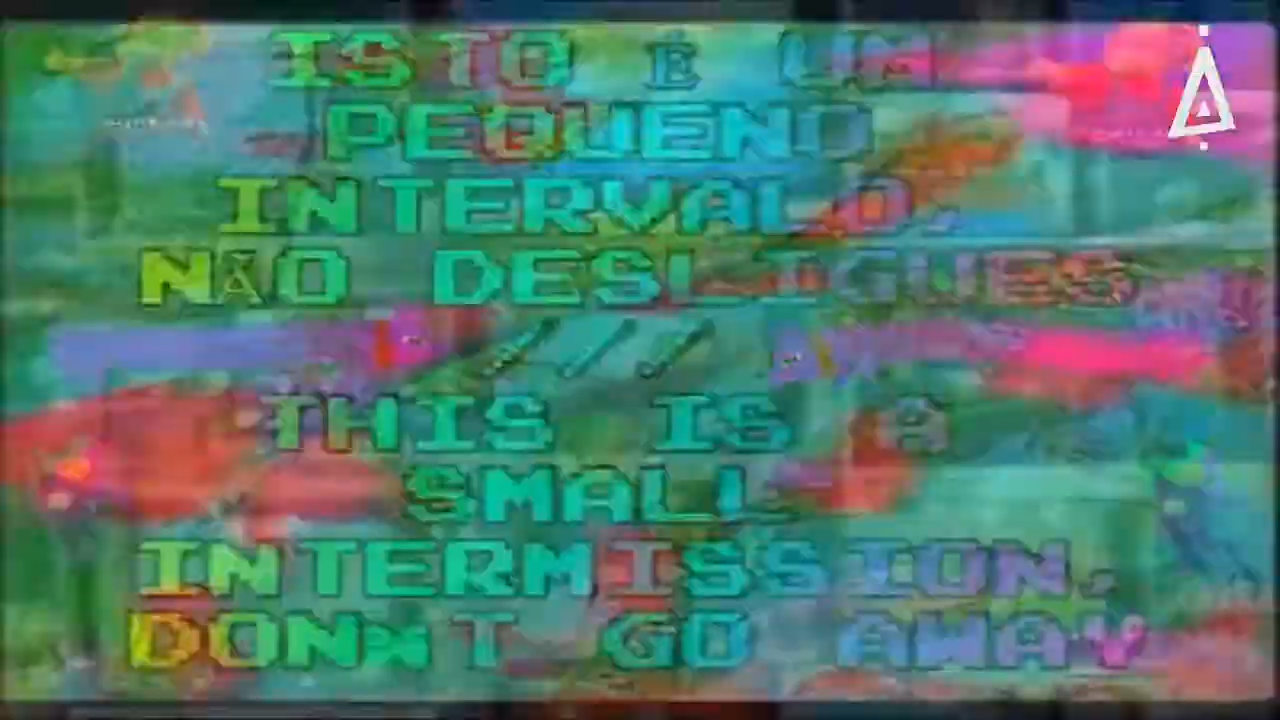 ISTO É UM
PEQUENO
INTERVALO,
NÃO DESLIGUES
///
THIS IS A
SMALL
INTERMISSION,
DON T GO AWAY